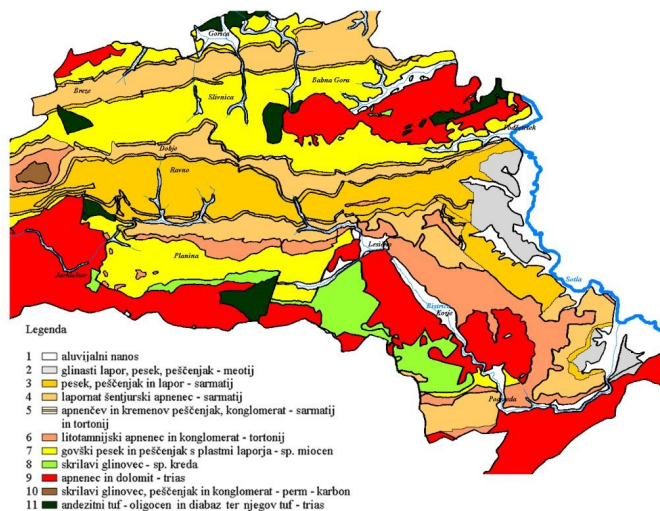 Gorica
Breze
Slivnica
Babna Gora
Podčetrtek
Dobje
Ravno
Planina
Lesično
Jurklošter
Bistrica
Sotla
Kozje
Podsreda
Legenda
1 aluvijalni nanos
2 glinasti lapor, pesek, peščenjak - meotij
3 pesek, peščenjak in lapor - sarmatij
4 lapornat šentjurski apnenec - sarmatij
5 apnenčev in kremenov peščenjak, konglomerat - sarmatij
in tortonij
6 litotamnijski apnenec in konglomerat - tortonij
7 govški pesek in peščenjak s plastmi laporja - sp. miocen
8 skrilavi glinovec - sp. kreda
9 apnenec in dolomit - trias
10 skrilavi glinovec, peščenjak in konglomerat - perm - karbon
11 andezitni tuf - oligocen in diabaz ter njegov tuf - trias